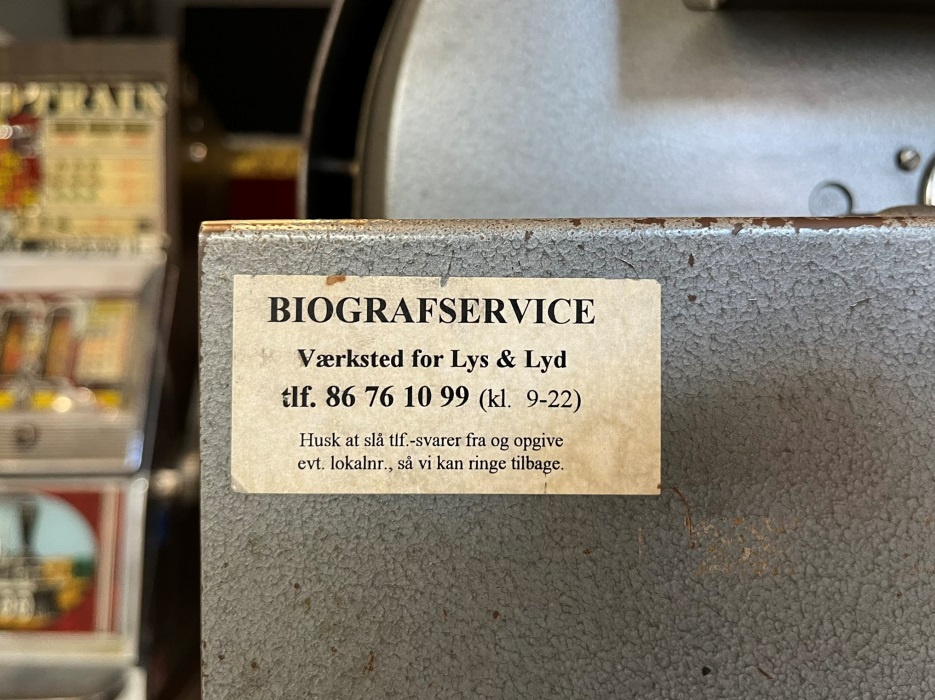 TRAIN
BIOGRAFSERVICE
Værksted for Lys & Lyd
tlf. 86 76 10 99 (kl. 9-22)
Husk at slå tlf.-svarer fra og opgive
evt. lokalnr., så vi kan ringe tilbage.